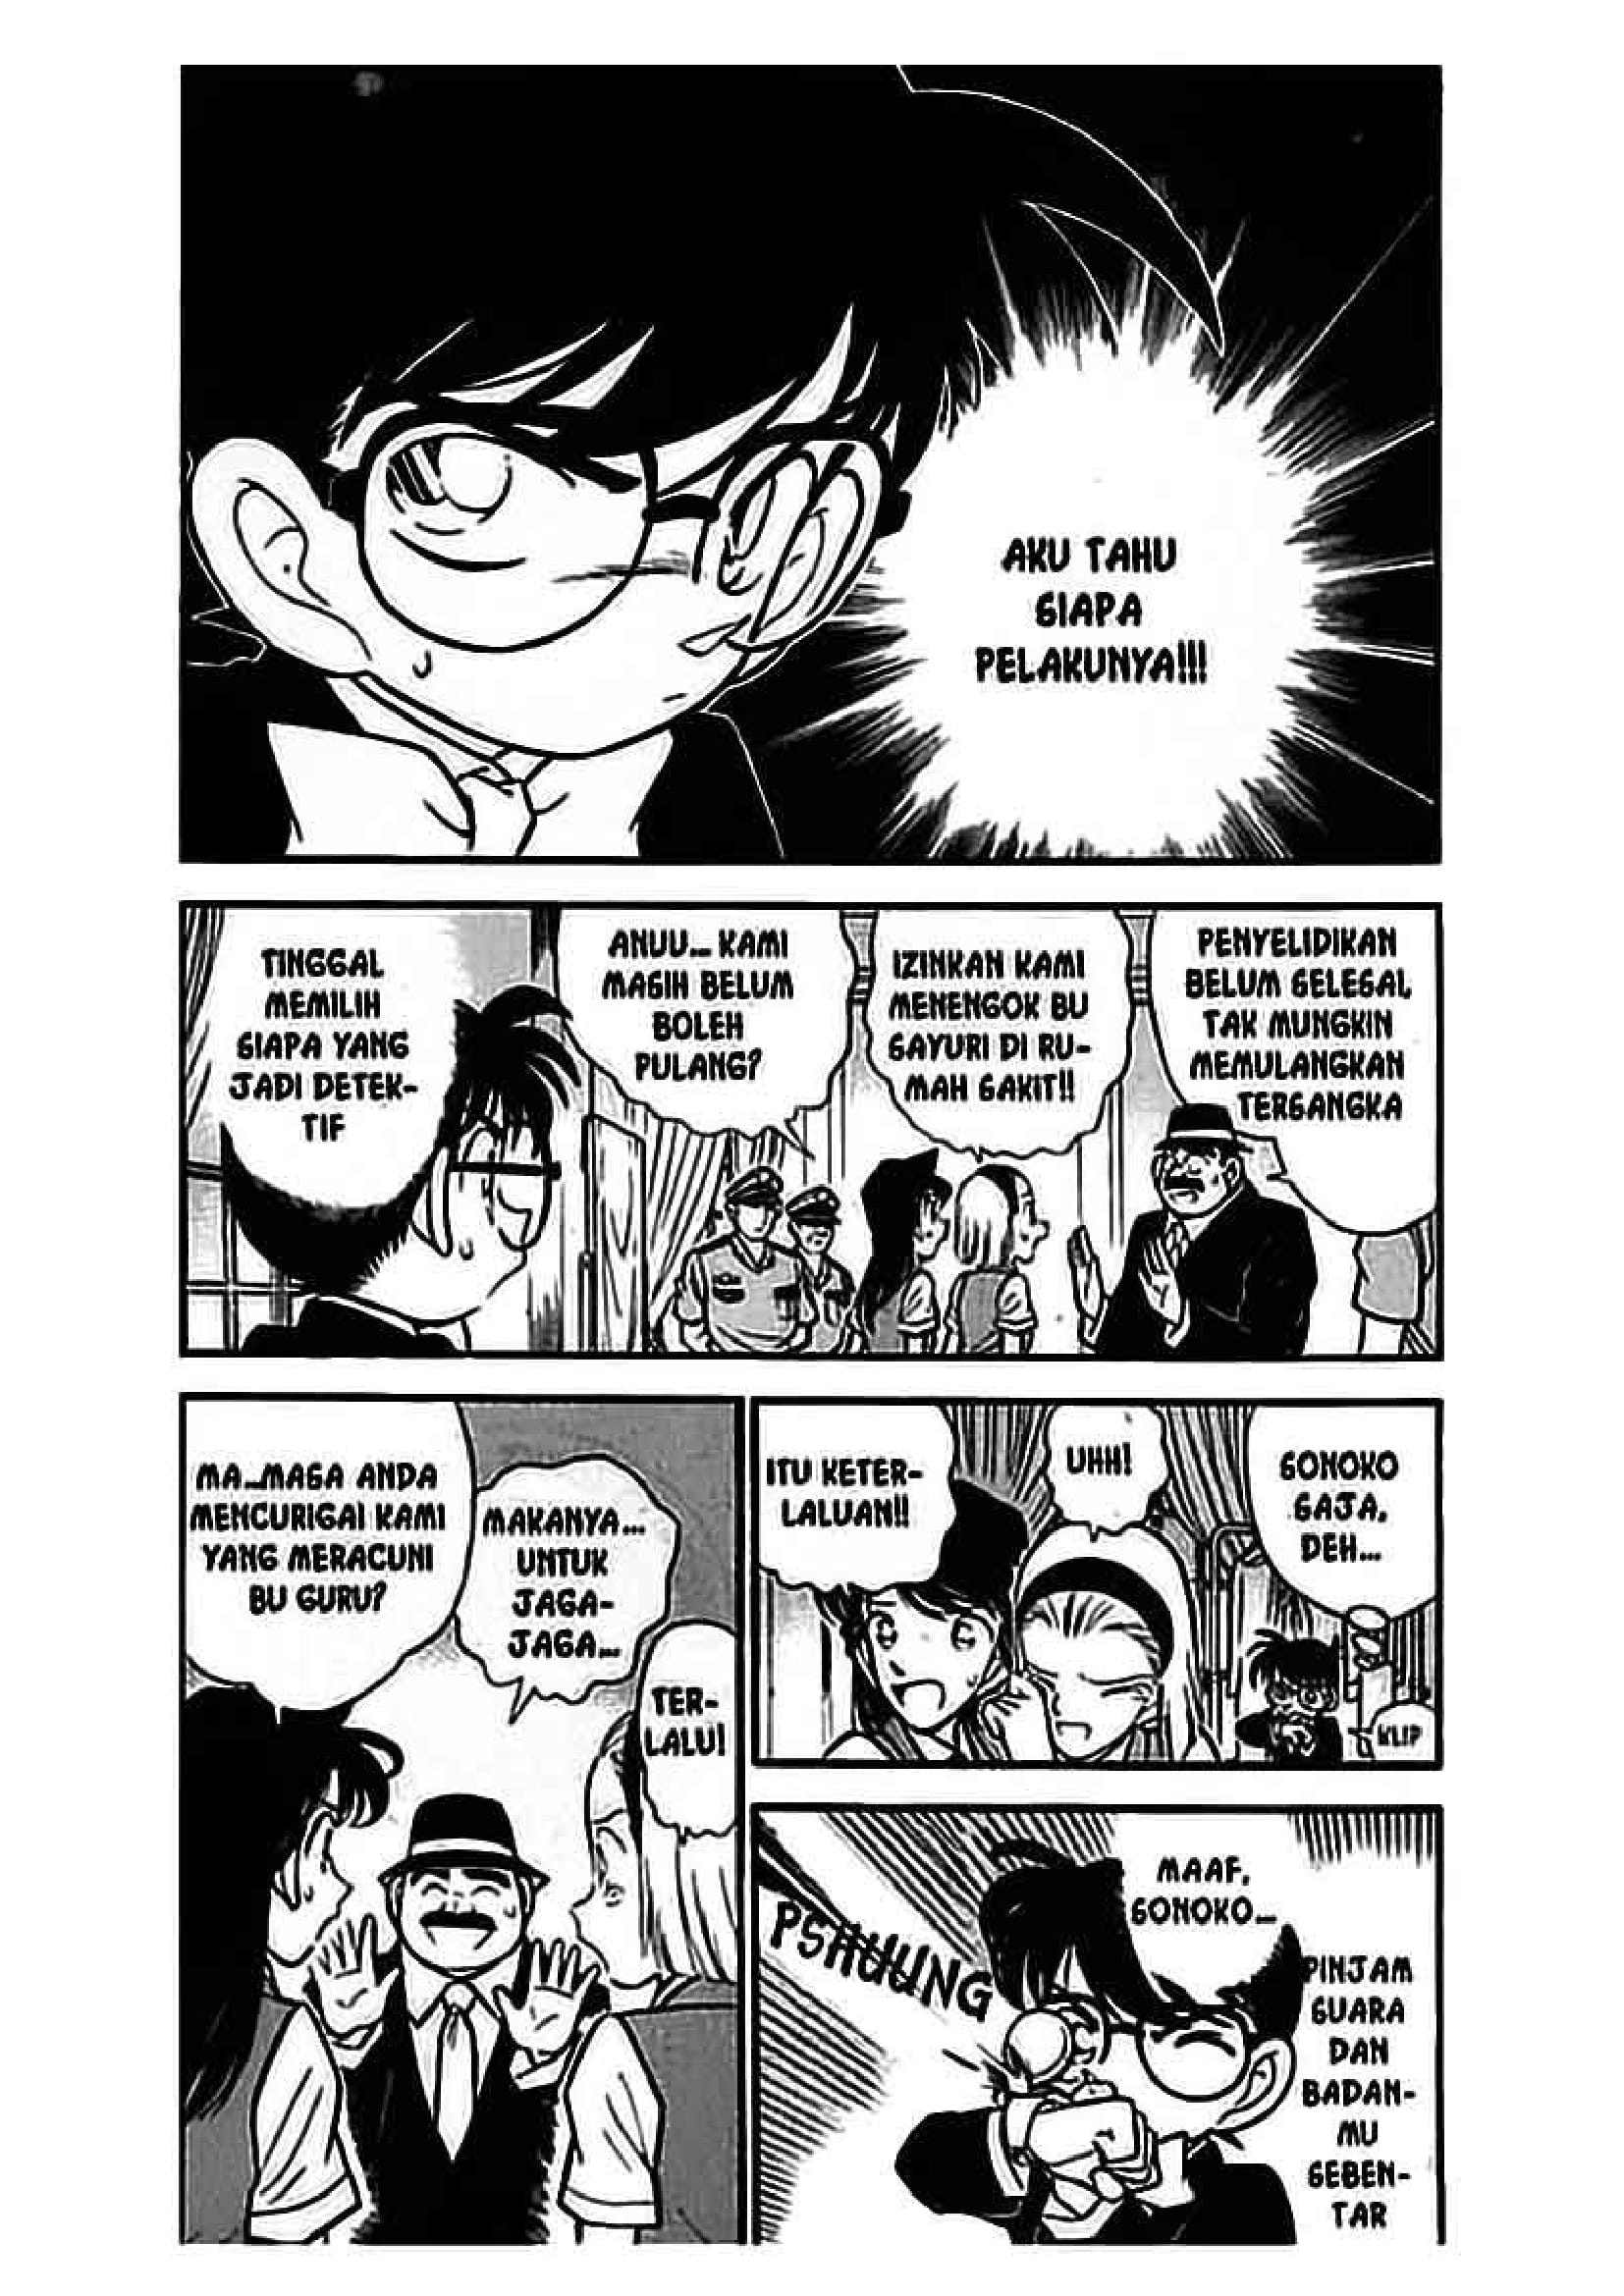 AKU TAHU
SIAPA
PELAKUNYA!!!
TINGGAL
MEMILIH
SIAPA YANG
JADI DETEK-
TIF
ANUU... KAMI
MASIH BELUM
BOLEH
PULANG?
IZINKAN KAMI
MENENGOK BU
SAYURI DI RU-
MAH SAKIT!!
PENYELIDIKAN
BELUM SELESAI,
TAK MUNGKIN
MEMULANGKAN
TERSANGKA
MA...MASA ANDA
MENCURIGAI KAMI
YANG MERACUNI
BU GURU?
MAKANYA...
UNTUK
JAGA-
JAGA...
TER-
LALU!
ITU KETER-
LALUAN!!
UHH!
SONOKO
SAJA,
DEH...
KLIP
PSHUUUNG
MAAF,
SONOKO...
PINJAM
SUARA
DAN
BADAN-
MU
SEBEN-
TAR